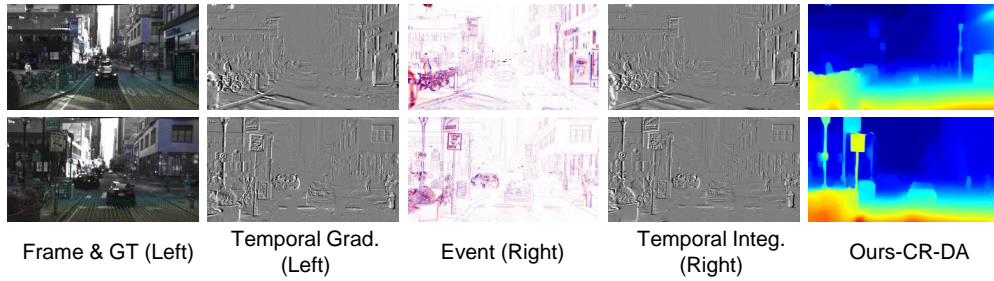 Frame & GT (Left)
Temporal Grad.
(Left)
Event (Right)
Temporal Integ.
(Right)
Ours-CR-DA